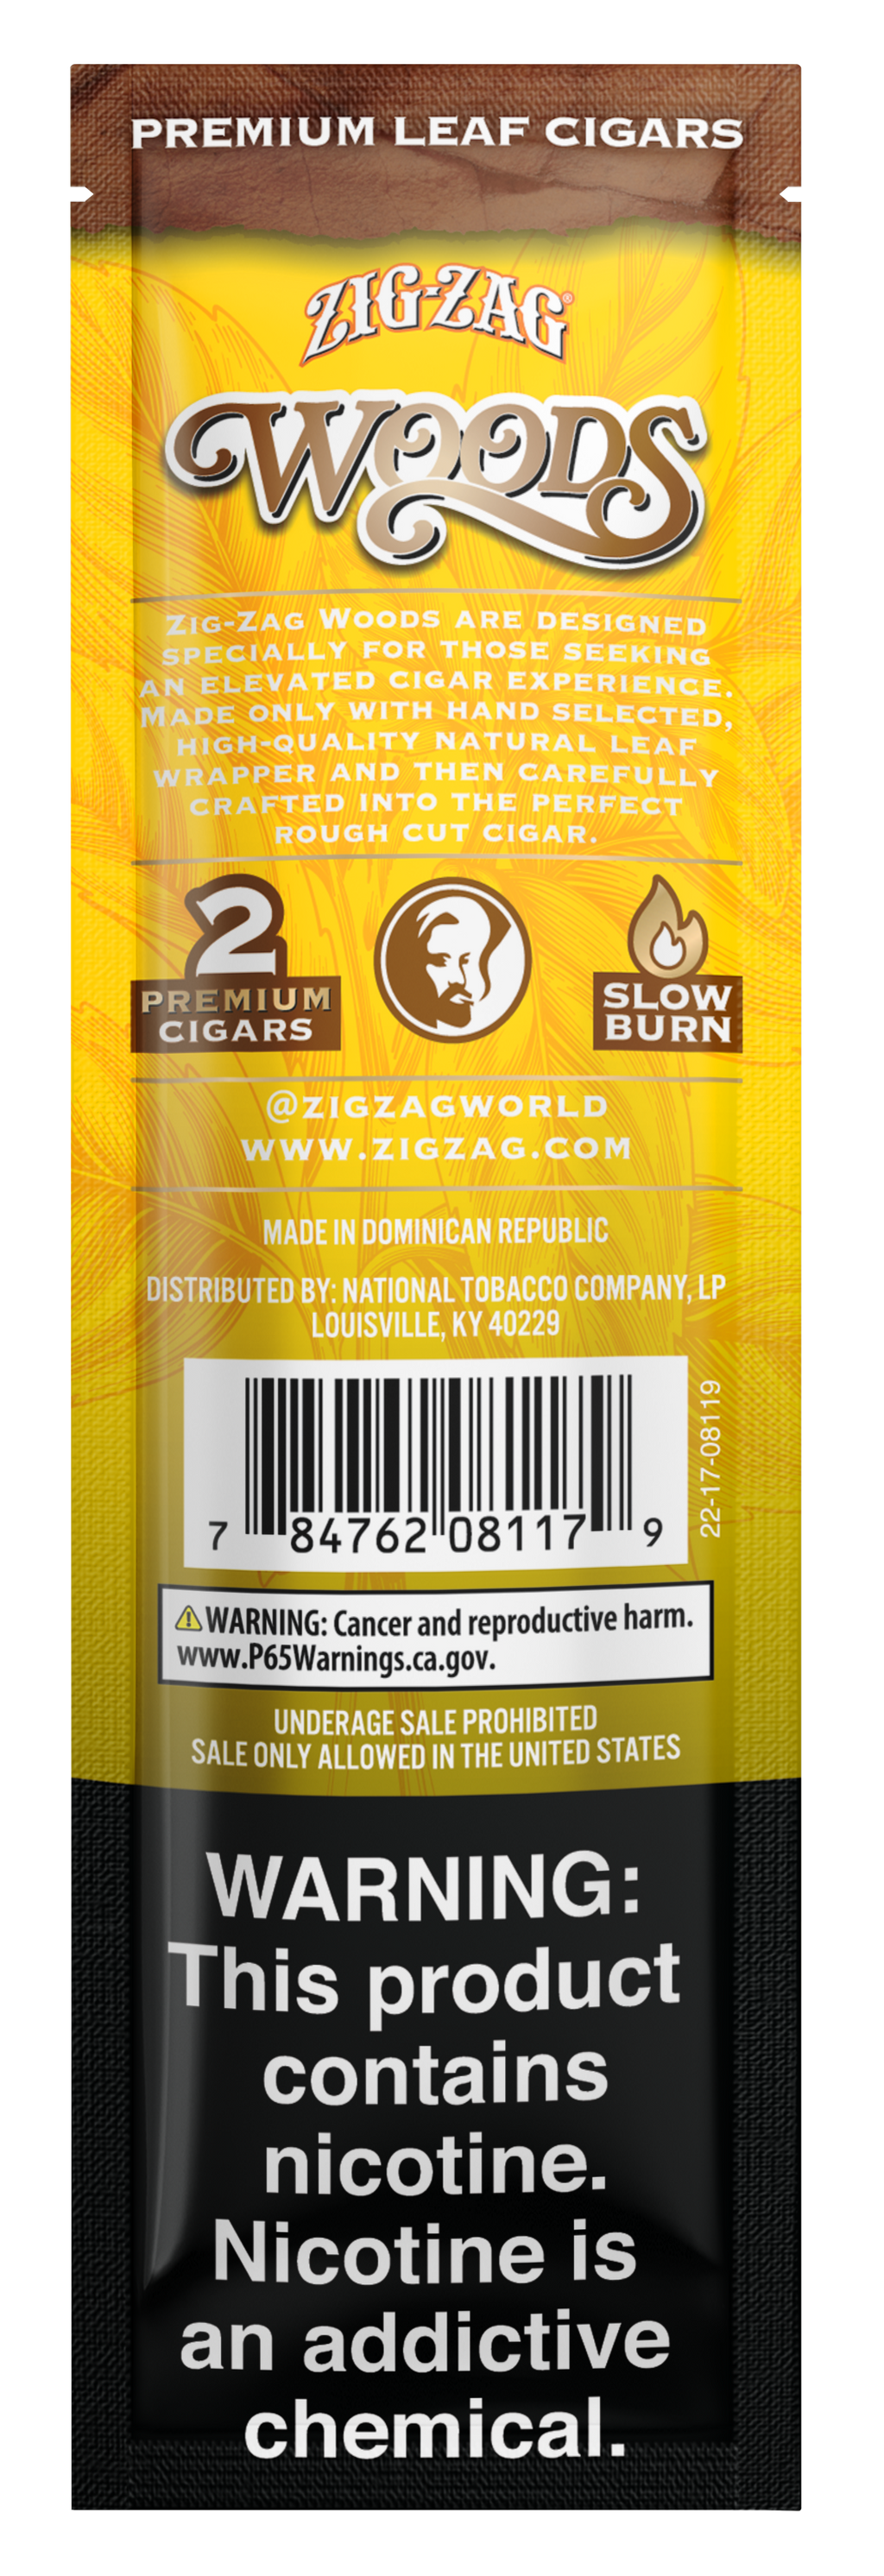 PREMIUM LEAF CIGARS
ZIG-ZAG®
WOODS
ZIG-ZAG WOODS ARE DESIGNED
SPECIALLY FOR THOSE SEEKING
AN ELEVATED CIGAR EXPERIENCE.
MADE ONLY WITH HAND SELECTED,
HIGH-QUALITY NATURAL LEAF
WRAPPER AND THEN CAREFULLY
CRAFTED INTO THE PERFECT
ROUGH CUT CIGAR.
2
PREMIUM
CIGARS
SLOW
BURN
@ZIGZAGWORLD
WWW.ZIGZAG.COM
MADE IN DOMINICAN REPUBLIC
DISTRIBUTED BY: NATIONAL TOBACCO COMPANY, LP
LOUISVILLE, KY 40229
7 84762 08117 9
22-17-08119
⚠WARNING: Cancer and reproductive harm.
www.P65Warnings.ca.gov.
UNDERAGE SALE PROHIBITED
SALE ONLY ALLOWED IN THE UNITED STATES
WARNING:
This product
contains
nicotine.
Nicotine is
an addictive
chemical.